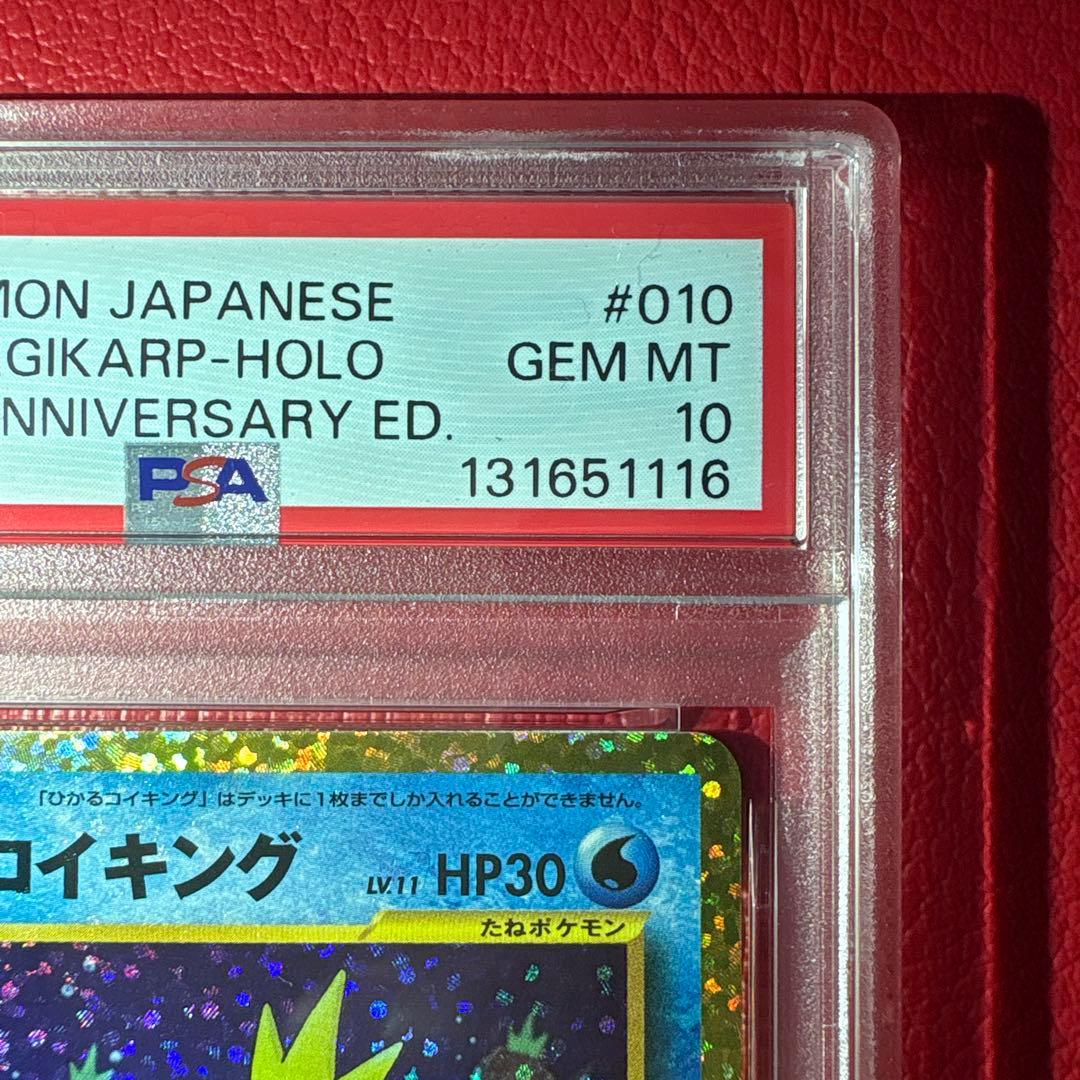 MON JAPANESE #010
GIKARP-HOLO GEM MT
NNIVERSARY ED. 10
PSA 131651116
「ひかるコイキング」はデッキに1枚までしか入れることができません。
コイキング LV.11 HP30
たねポケモン